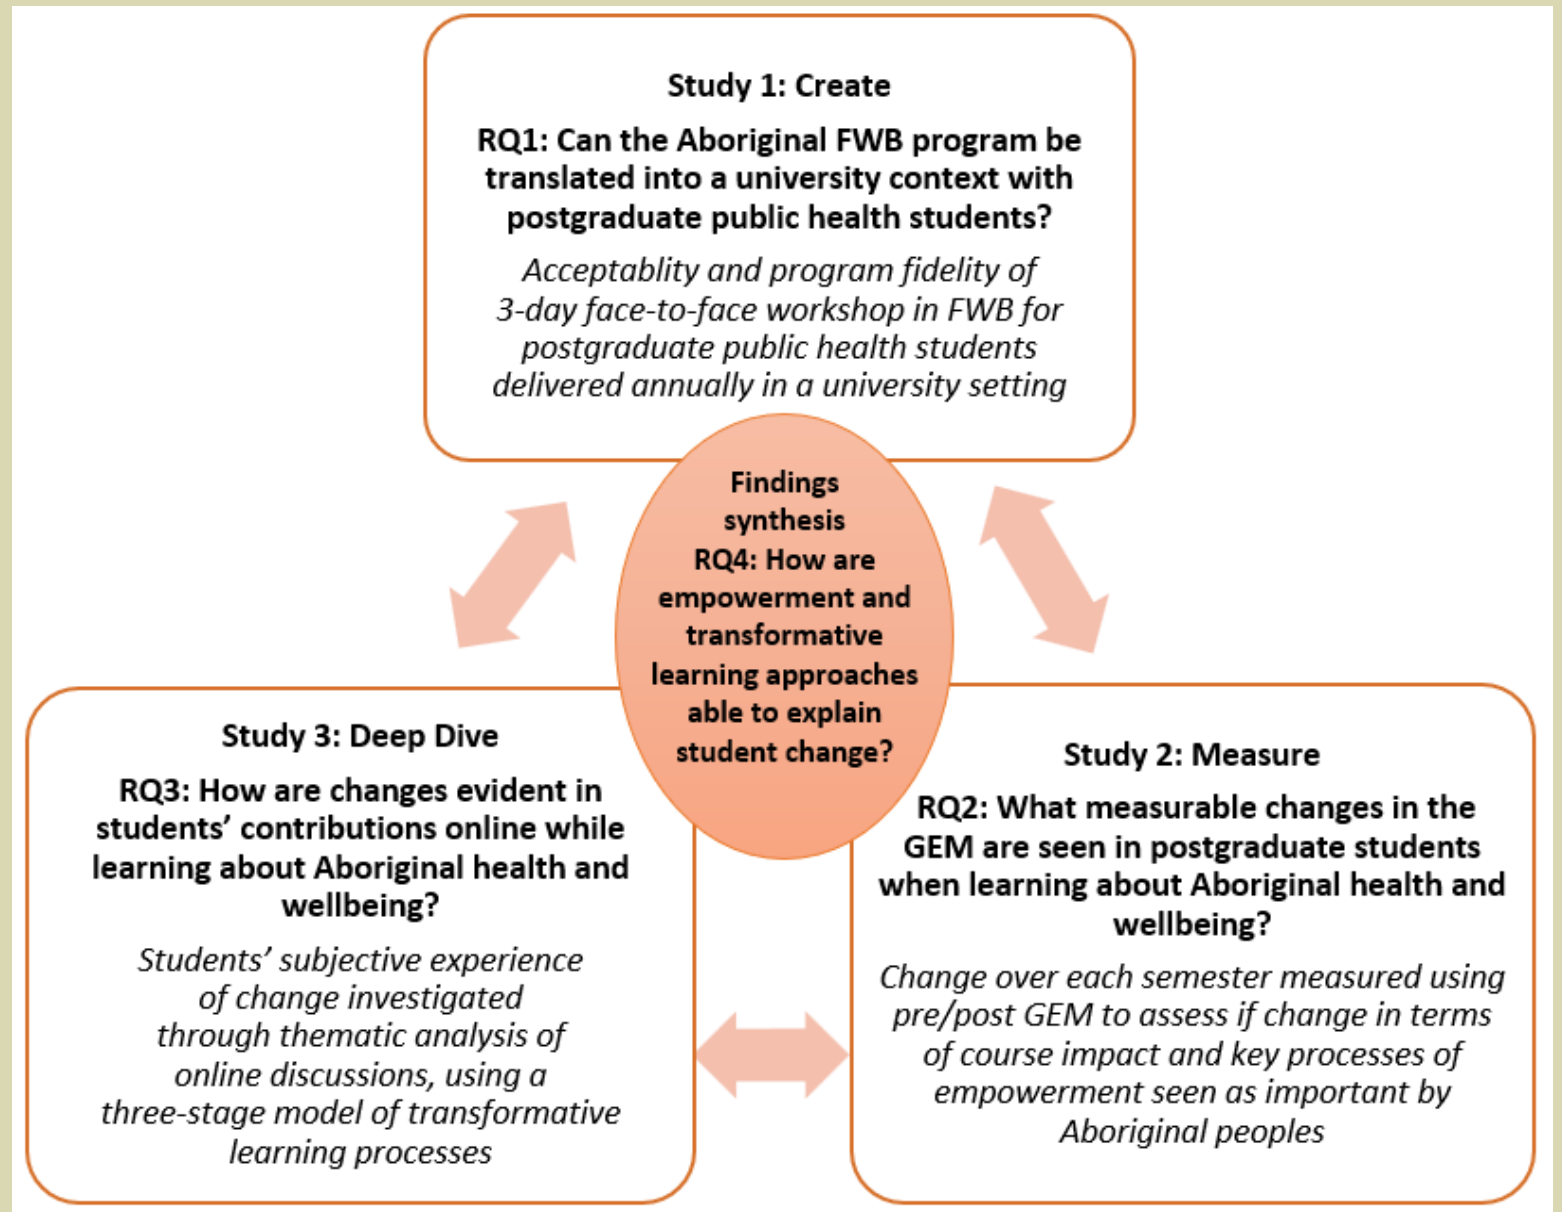 Study 1: Create
RQ1: Can the Aboriginal FWB program be
translated into a university context with
postgraduate public health students?
Acceptablity and program fidelity of
3-day face-to-face workshop in FWB for
postgraduate public health students
delivered annually in a university setting
Findings
synthesis
RQ4: How are
empowerment and
transformative
learning approaches
able to explain
student change?
Study 3: Deep Dive
RQ3: How are changes evident in
students’ contributions online while
learning about Aboriginal health and
wellbeing?
Students’ subjective experience
of change investigated
through thematic analysis of
online discussions, using a
three-stage model of transformative
learning processes
Study 2: Measure
RQ2: What measurable changes in the
GEM are seen in postgraduate students
when learning about Aboriginal health and
wellbeing?
Change over each semester measured using
pre/post GEM to assess if change in terms
of course impact and key processes of
empowerment seen as important by
Aboriginal peoples